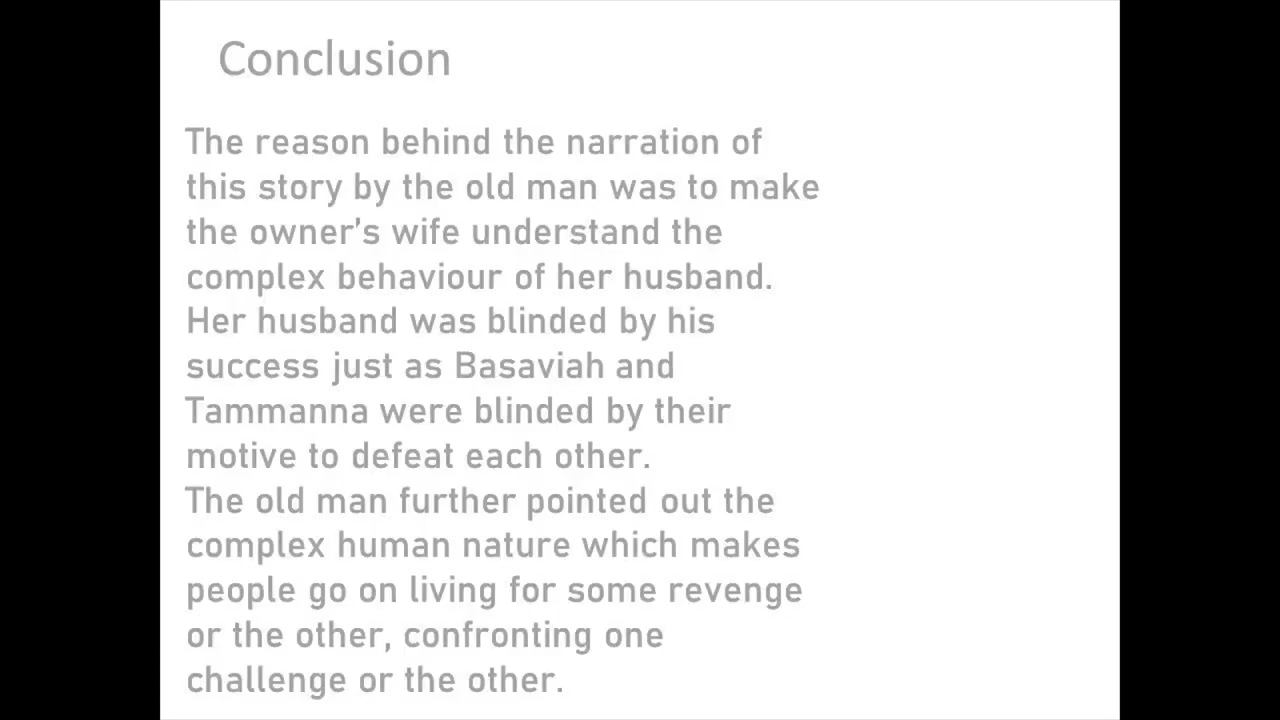 Conclusion
The reason behind the narration of
this story by the old man was to make
the owner's wife understand the
complex behaviour of her husband.
Her husband was blinded by his
success just as Basaviah and
Tammanna were blinded by their
motive to defeat each other.
The old man further pointed out the
complex human nature which makes
people go on living for some revenge
or the other, confronting one
challenge or the other.